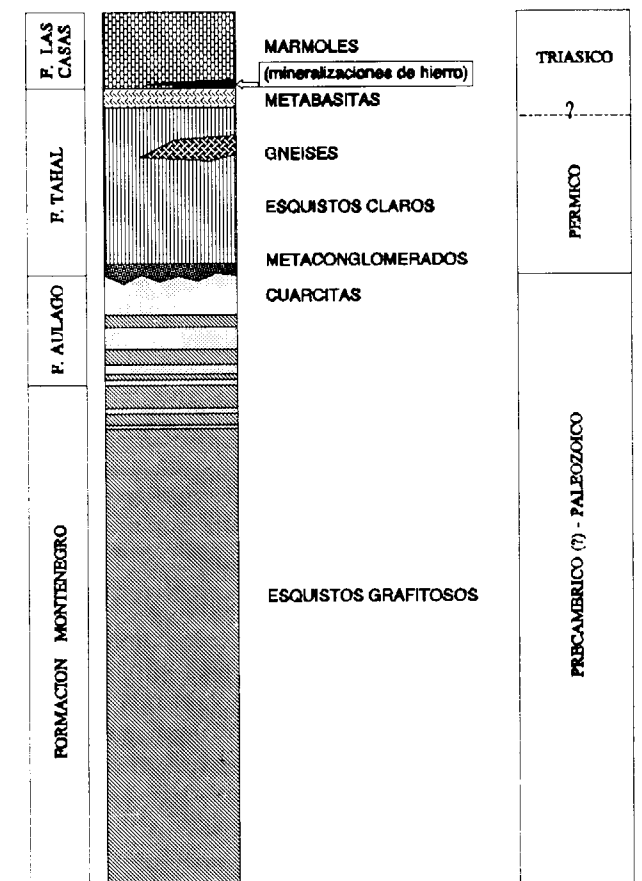 F. LAS
CASAS
F. TAHAL
F. AULAGO
FORMACION MONTENEGRO
MARMOLES
(mineralizaciones de hierro)
METABASITAS
GNEISES
ESQUISTOS CLAROS
METACONGLOMERADOS
CUARCITAS
ESQUISTOS GRAFITOSOS
TRIASICO
?
PERMICO
PRECAMBRICO (?) - PALEOZOICO